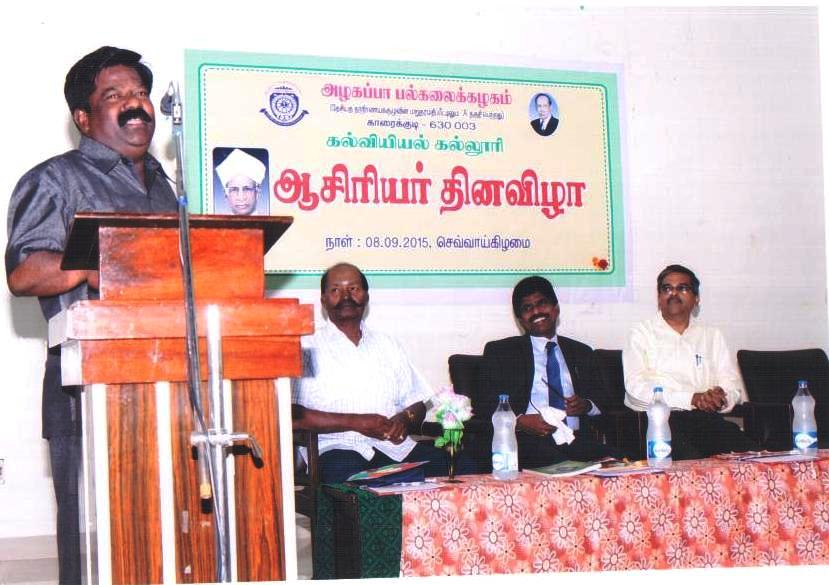 அழகப்பா பல்கலைக்கழகம்
காரைக்குடி - 630 003
கல்வியியல் கல்லூரி
ஆசிரியர் தினவிழா
நாள் : 08.09.2015, செவ்வாய்கிழமை